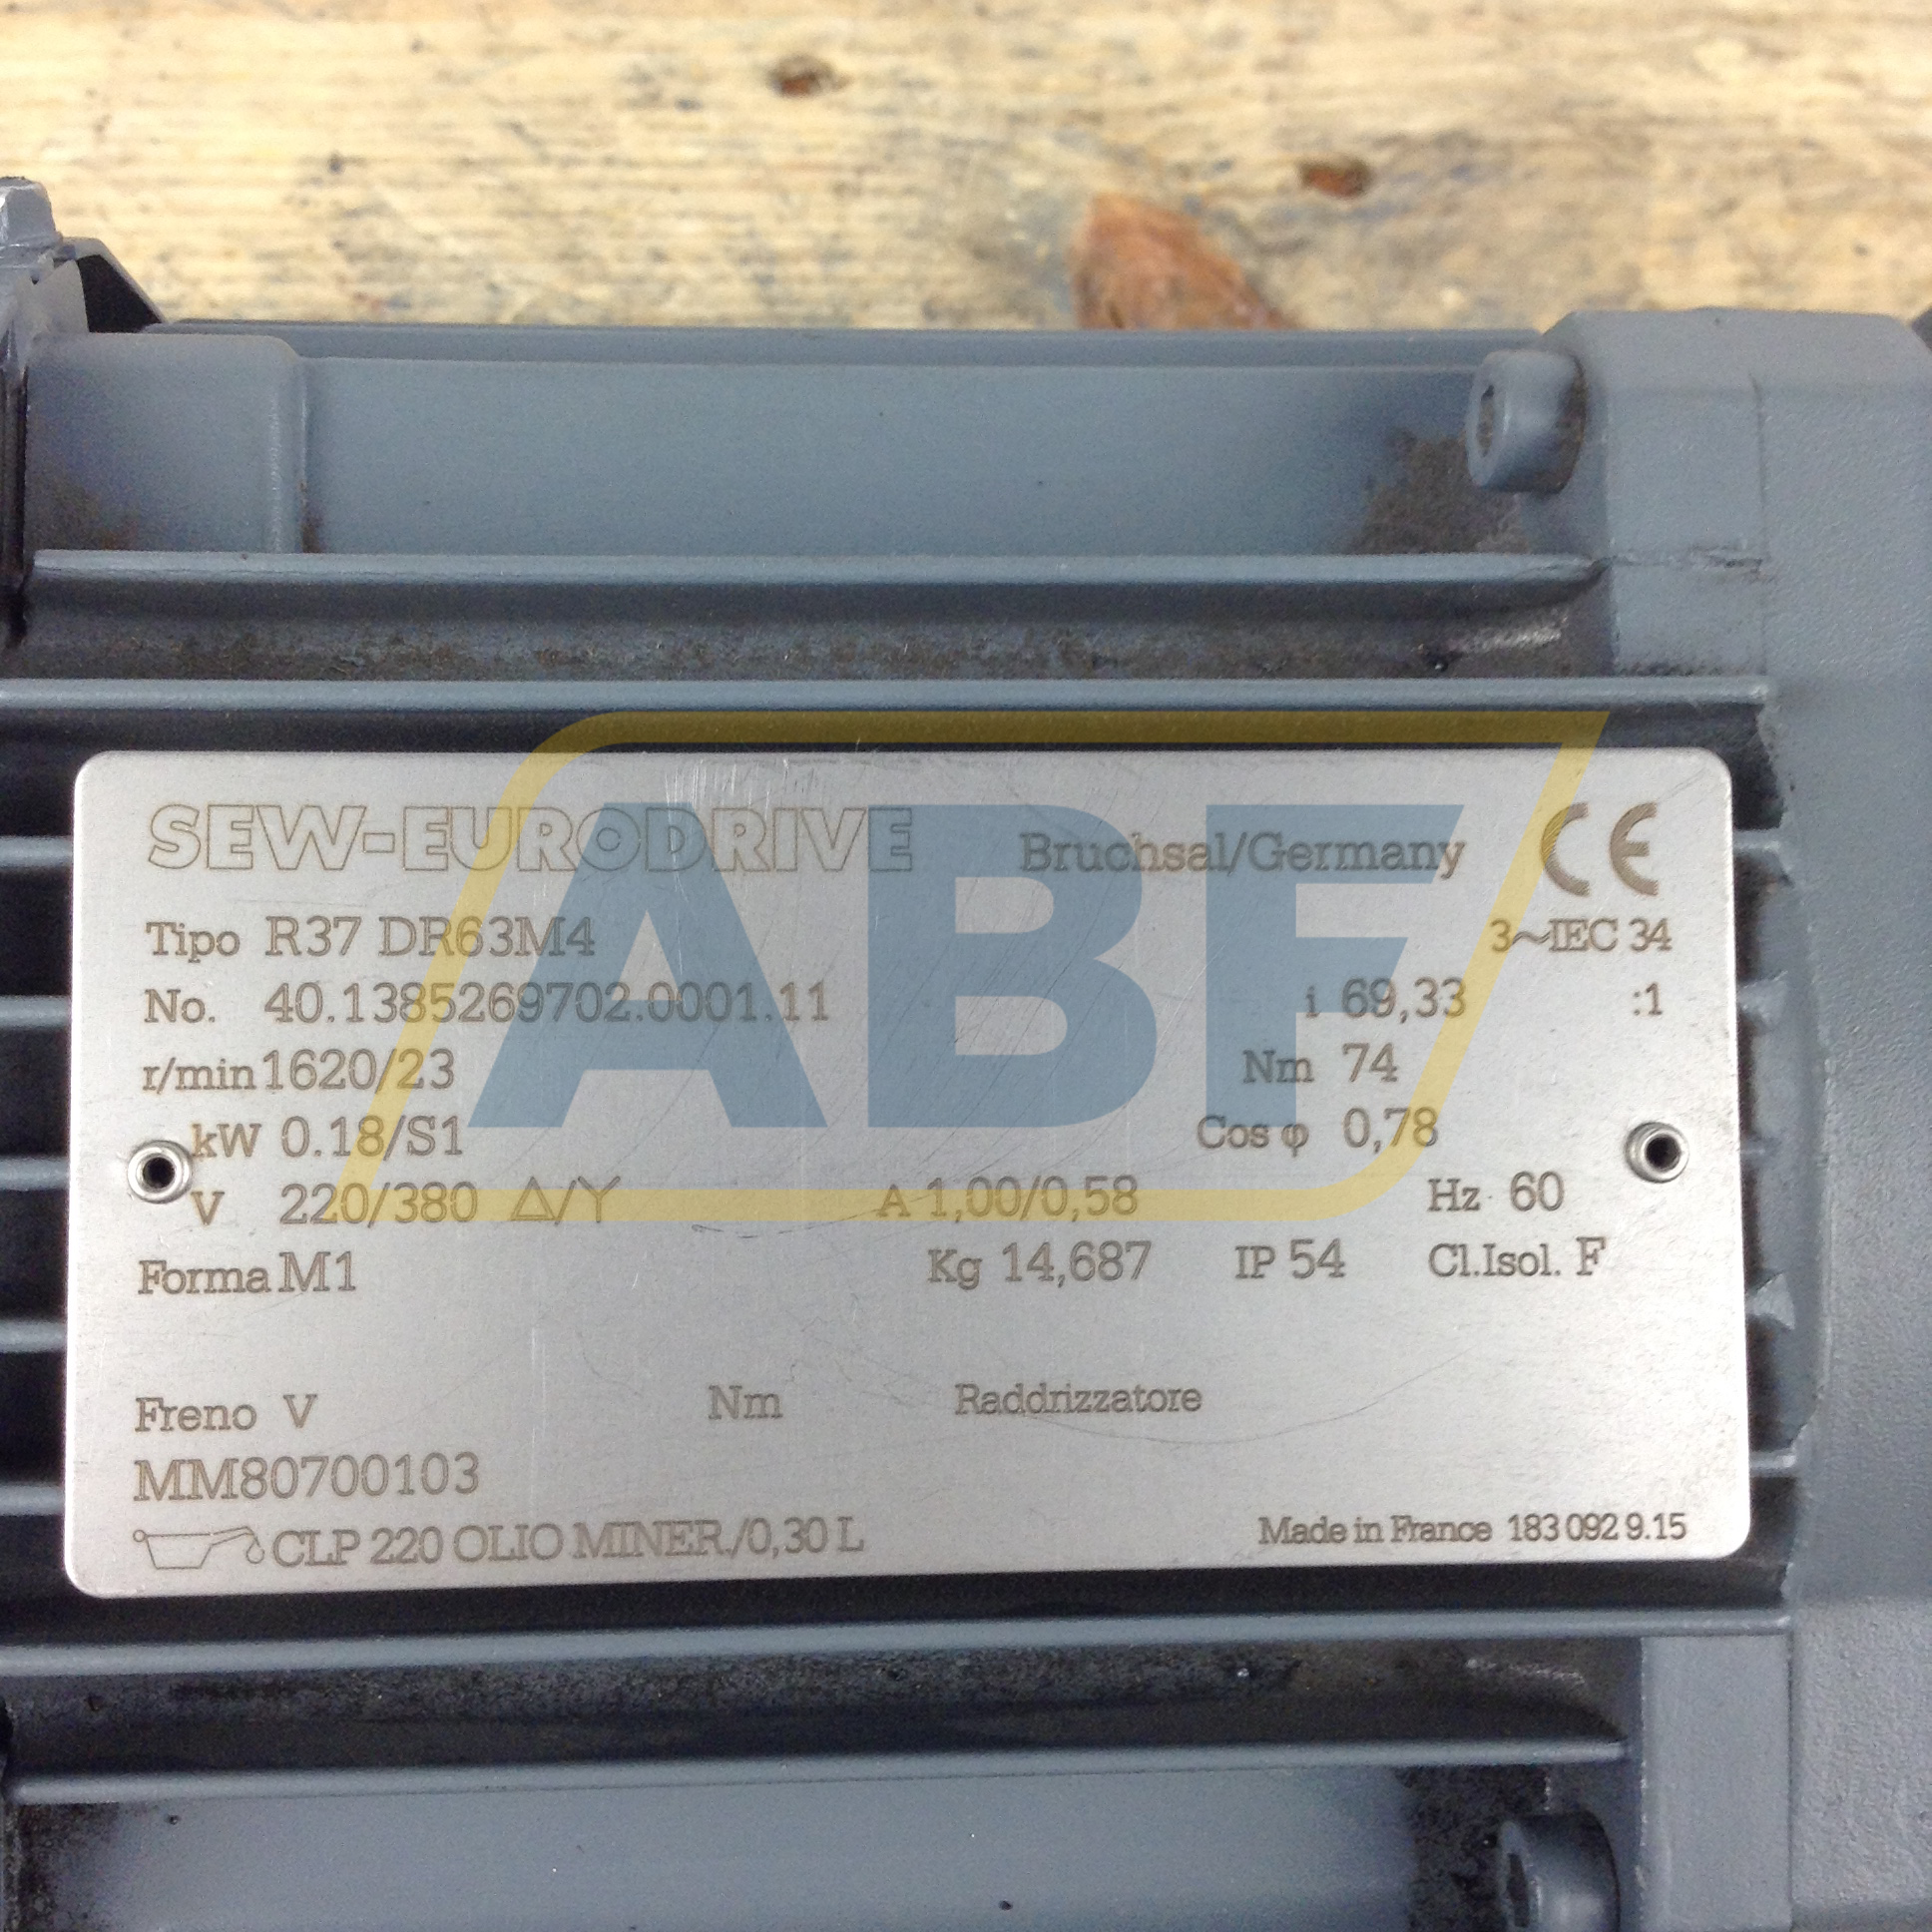 SEW-EURODRIVE Bruchsal/Germany CE
Tipo R37 DR63M4 3~IEC 34
No. 40.1385269702.0001.11 i 69,33 :1
r/min 1620/23 Nm 74
kW 0.18/S1 Cos φ 0,78
V 220/380 Δ/Y A 1,00/0,58 Hz 60
Forma M1 Kg 14,687 IP 54 Cl.Isol. F
Freno V Nm Raddrizzatore
MM80700103
CLP 220 OLIO MINER./0,30 L Made in France 183 092 9.15
ABF